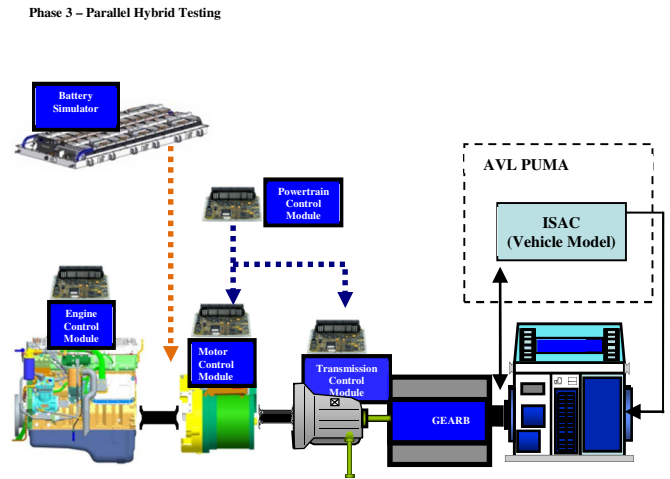 Phase 3 – Parallel Hybrid Testing
Battery
Simulator
AVL PUMA
Powertrain
Control
Module
ISAC
(Vehicle Model)
Engine
Control
Module
Motor
Control
Module
Transmission
Control
Module
GEARB